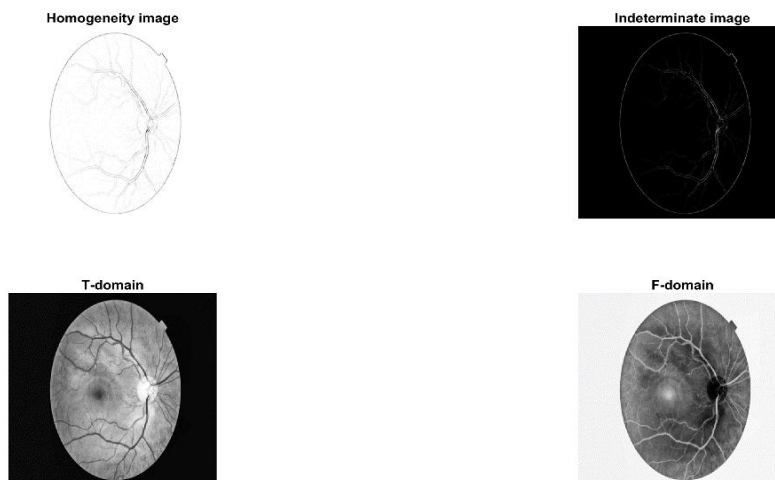 Homogeneity image
Indeterminate image
T-domain
F-domain